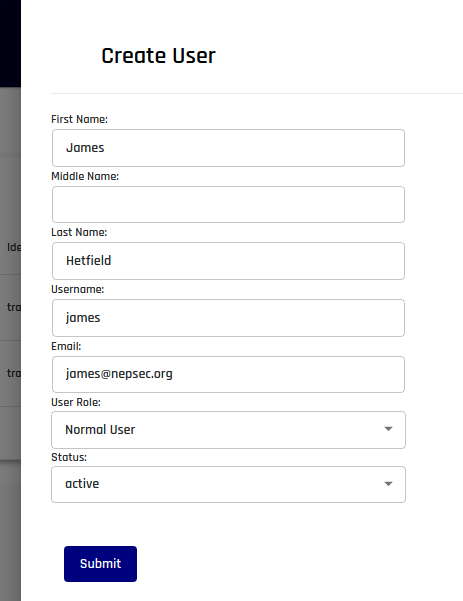 Create User
First Name:
James
Middle Name:
Last Name:
Hetfield
Ide
Username:
tra
james
Email:
tra
james@nepsec.org
User Role:
Normal User
Status:
active
Submit